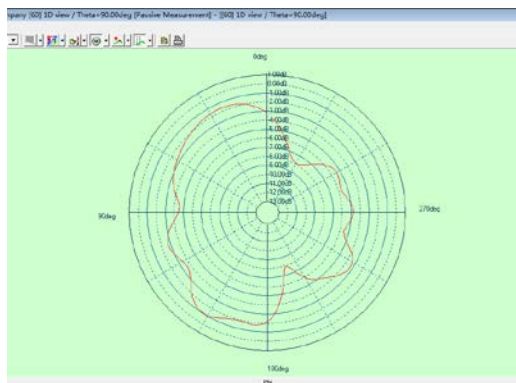 mpany [60] 1D view / Theta=90.00deg [Passive Measurement] - [[60] 1D view / Theta=90.00deg]
0deg
1.00dB
0.00dB
-1.00dB
-2.00dB
-4.00dB
-5.00dB
-6.00dB
-7.00dB
-8.00dB
-9.00dB
-10.00dB
-11.00dB
-12.00dB
-13.00dB
90deg
270deg
180deg